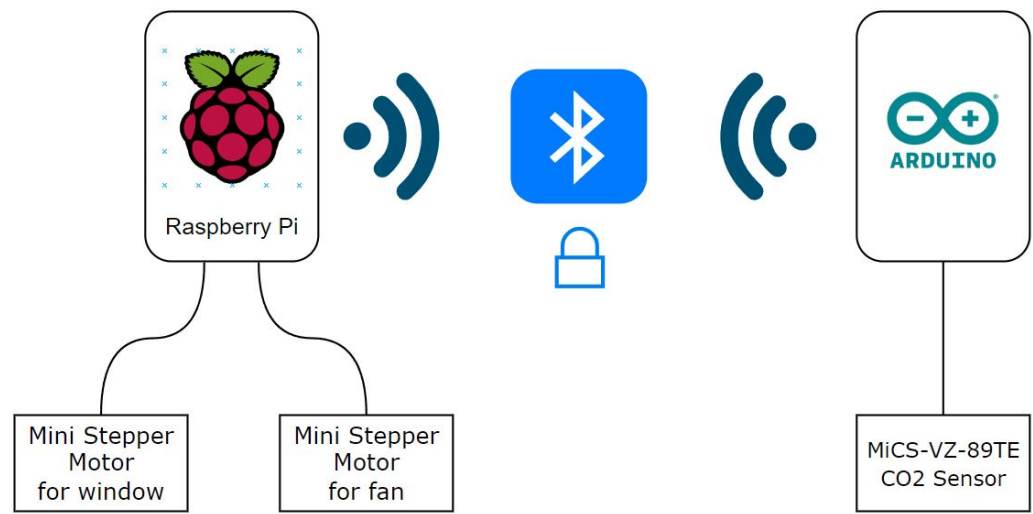 Raspberry Pi
ARDUINO
Mini Stepper
Motor
for window
Mini Stepper
Motor
for fan
MiCS-VZ-89TE
CO2 Sensor